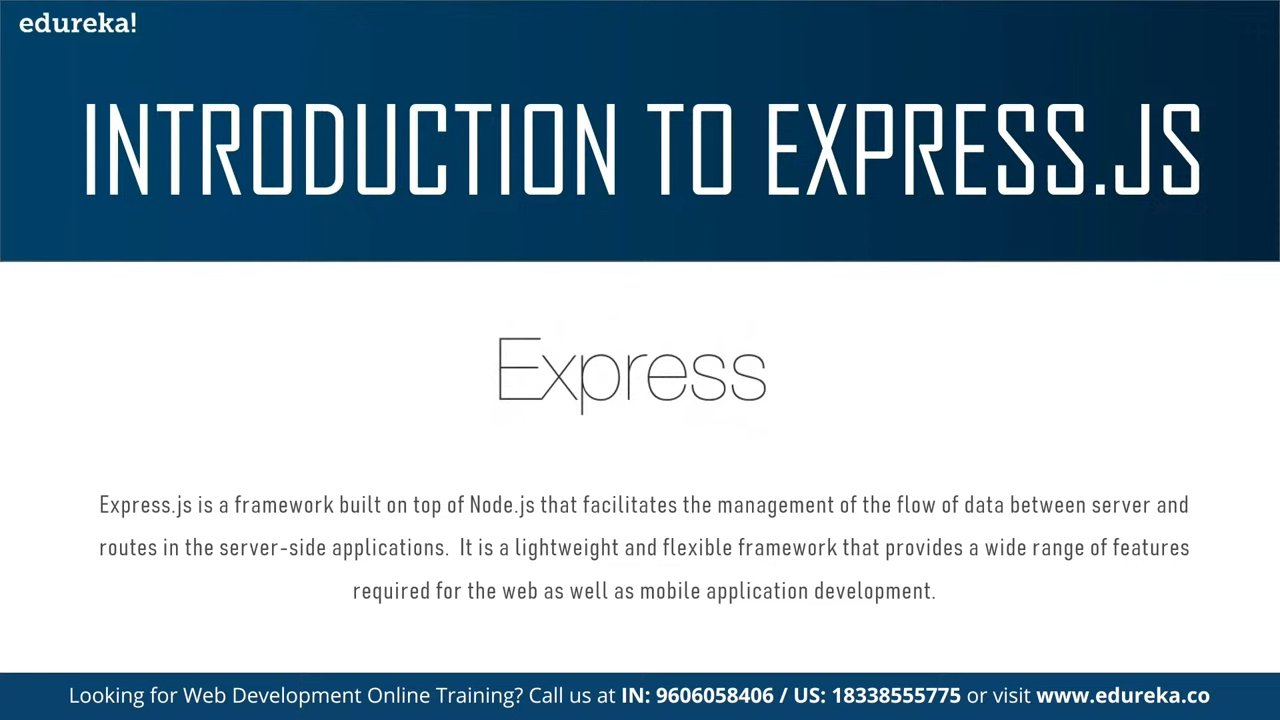 edureka!
INTRODUCTION TO EXPRESS.JS
Express
Express.js is a framework built on top of Node.js that facilitates the management of the flow of data between server and
routes in the server-side applications. It is a lightweight and flexible framework that provides a wide range of features
required for the web as well as mobile application development.
Looking for Web Development Online Training? Call us at IN: 9606058406 / US: 18338555775 or visit www.edureka.co